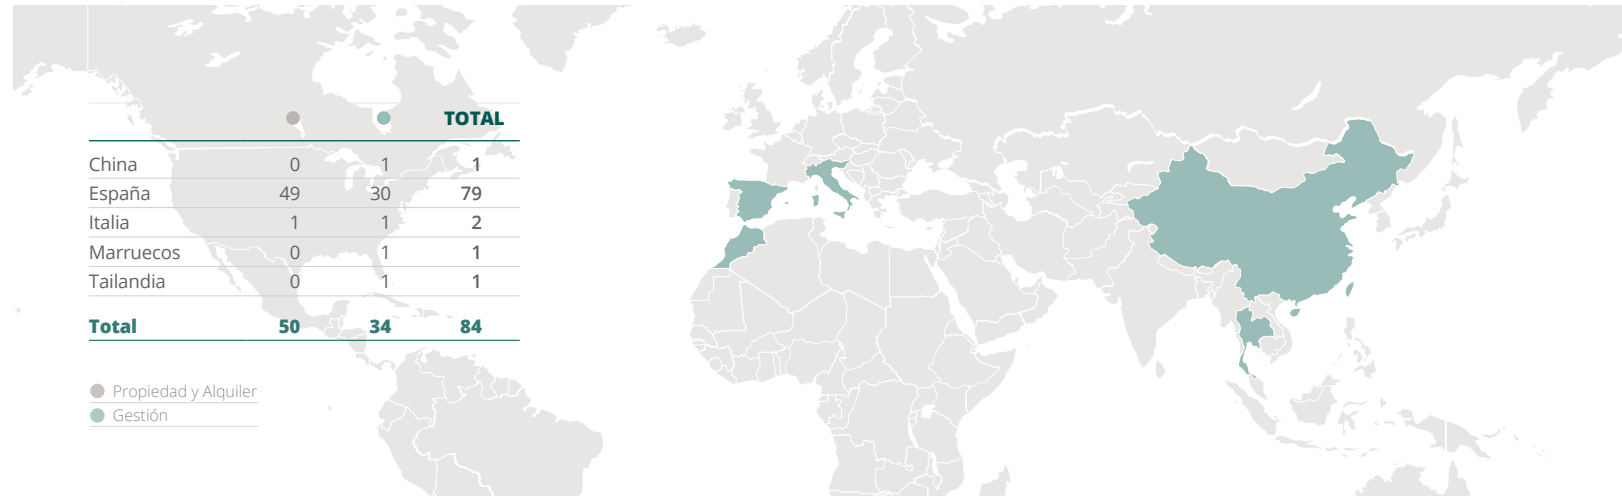 TOTAL
China 0 1 1
España 49 30 79
Italia 1 1 2
Marruecos 0 1 1
Tailandia 0 1 1
Total 50 34 84
Propiedad y Alquiler
Gestión